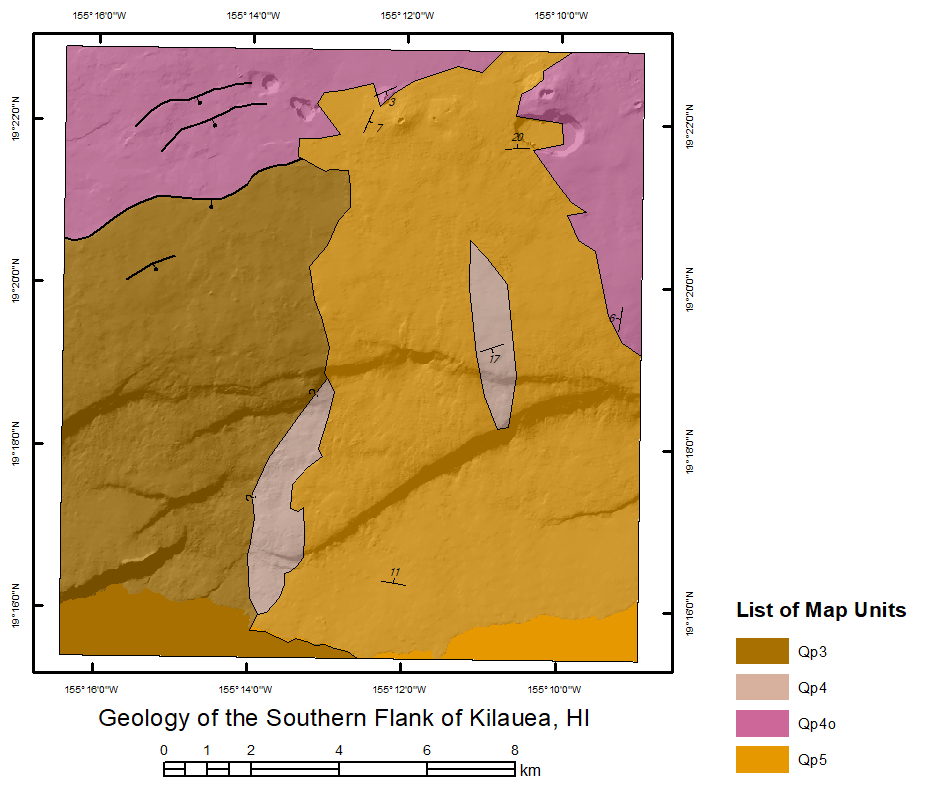 155°16'0"W 155°14'0"W 155°12'0"W 155°10'0"W
19°22'0"N 19°22'0"N
3
7
20
19°20'0"N 19°20'0"N
6
17
?
19°18'0"N 19°18'0"N
?
11
19°16'0"N 19°16'0"N
155°16'0"W 155°14'0"W 155°12'0"W 155°10'0"W
Geology of the Southern Flank of Kilauea, HI
0 1 2 4 6 8
km
List of Map Units
Qp3
Qp4
Qp4o
Qp5